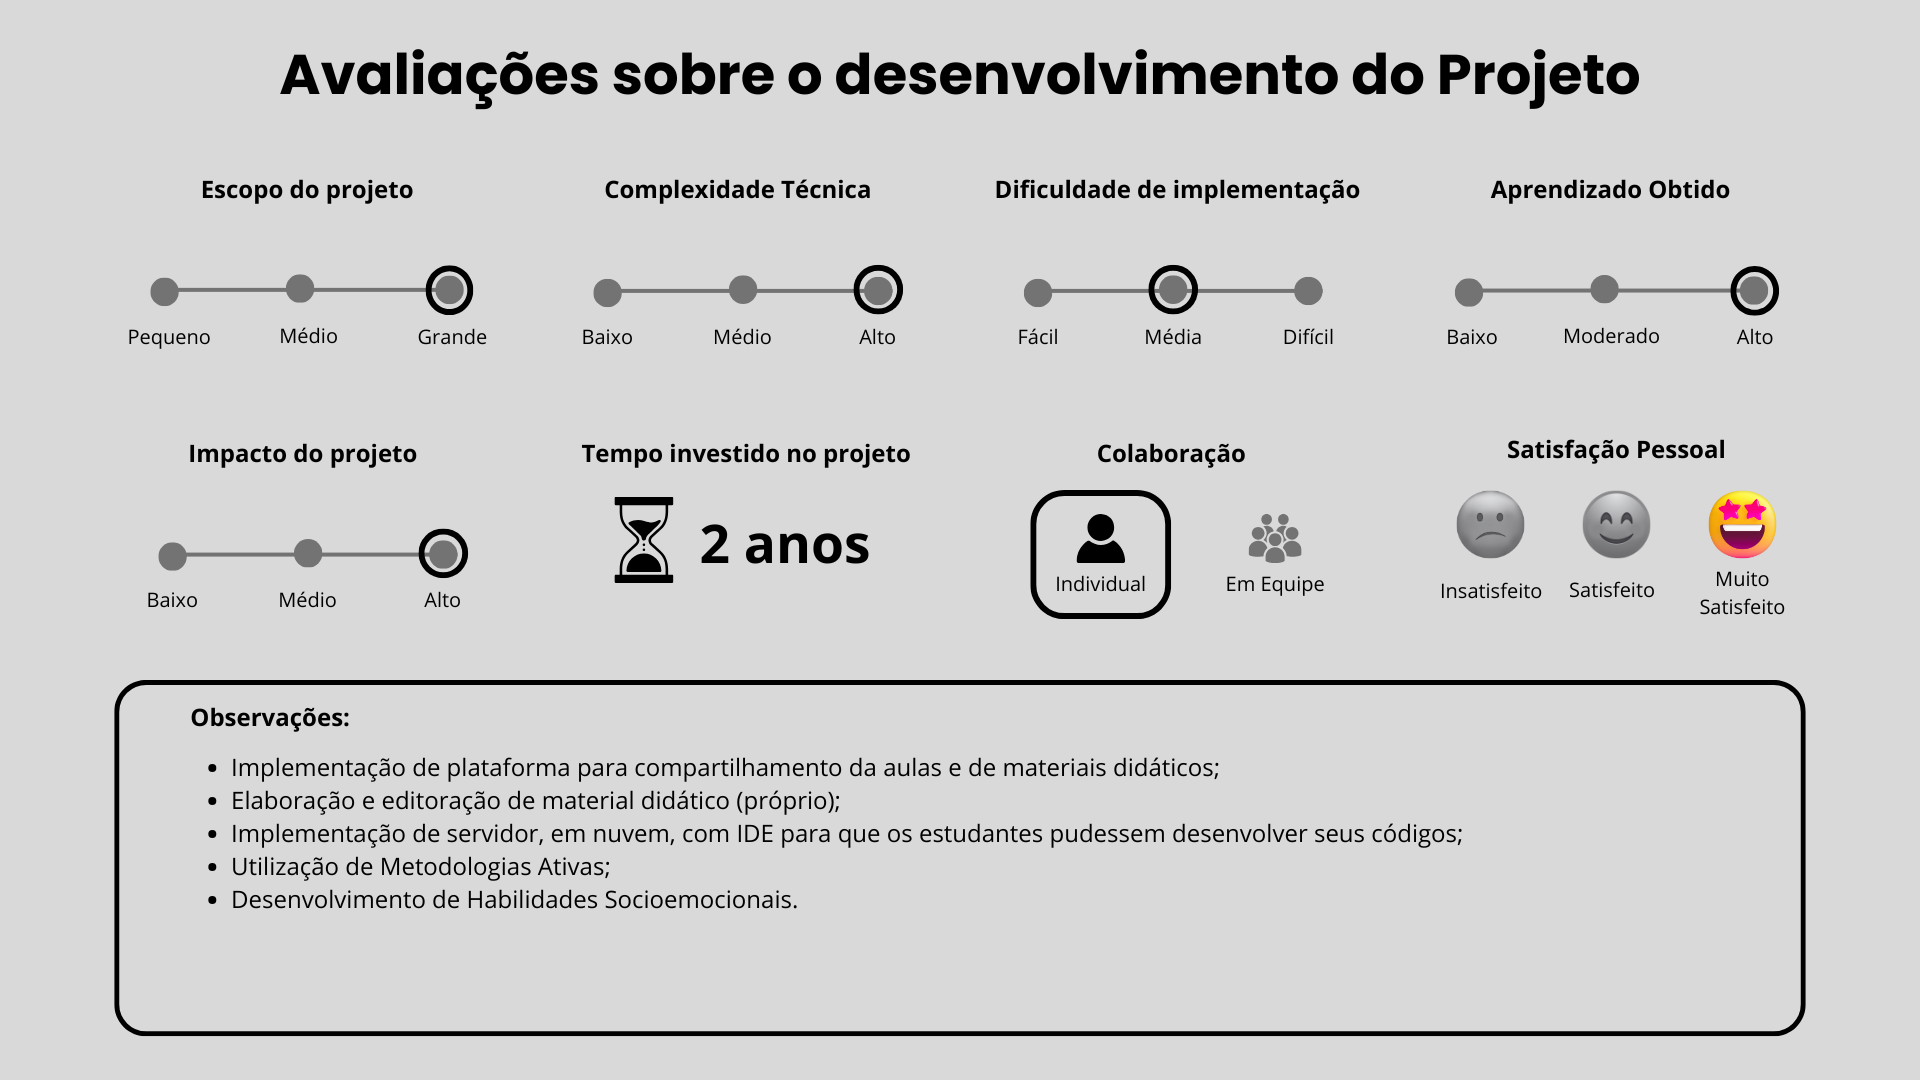 Avaliações sobre o desenvolvimento do Projeto
Escopo do projeto
Pequeno
Médio
Grande
Complexidade Técnica
Baixo
Médio
Alto
Dificuldade de implementação
Fácil
Média
Difícil
Aprendizado Obtido
Baixo
Moderado
Alto
Impacto do projeto
Baixo
Médio
Alto
Tempo investido no projeto
2 anos
Colaboração
Individual
Em Equipe
Satisfação Pessoal
Insatisfeito
Satisfeito
Muito
Satisfeito
Observações:
• Implementação de plataforma para compartilhamento da aulas e de materiais didáticos;
• Elaboração e editoração de material didático (próprio);
• Implementação de servidor, em nuvem, com IDE para que os estudantes pudessem desenvolver seus códigos;
• Utilização de Metodologias Ativas;
• Desenvolvimento de Habilidades Socioemocionais.